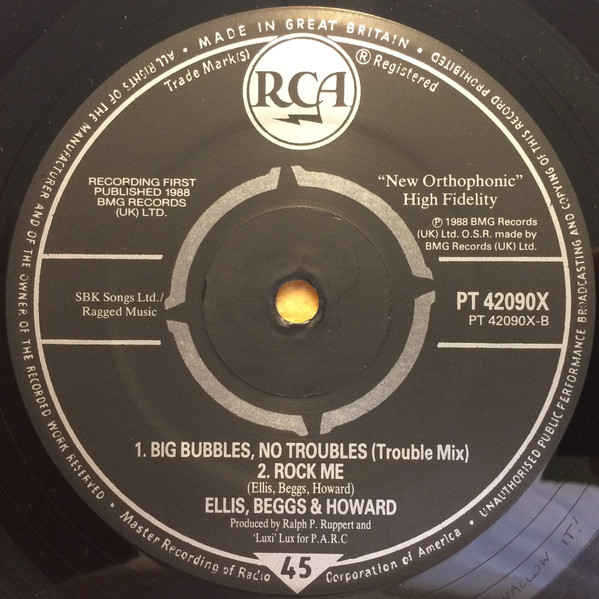 • MADE IN GREAT BRITAIN •
ALL RIGHTS OF THE MANUFACTURER AND OF THE OWNER OF THE RECORDED WORK RESERVED •
UNAUTHORISED PUBLIC PERFORMANCE BROADCASTING AND COPYING OF THIS RECORD PROHIBITED
Trade Mark(s)
® Registered
RCA
RECORDING FIRST
PUBLISHED 1988
BMG RECORDS
(UK) LTD.
"New Orthophonic"
High Fidelity
℗ 1988 BMG Records
(UK) Ltd. O.S.R. made by
BMG Records (UK) Ltd.
SBK Songs Ltd./
Ragged Music
PT 42090X
PT 42090X-B
1. BIG BUBBLES, NO TROUBLES (Trouble Mix)
2. ROCK ME
(Ellis, Beggs, Howard)
ELLIS, BEGGS & HOWARD
Produced by Ralph P. Ruppert and
'Luxi' Lux for P.A.R.C
Master Recording of Radio
45
Corporation of America •
IT!